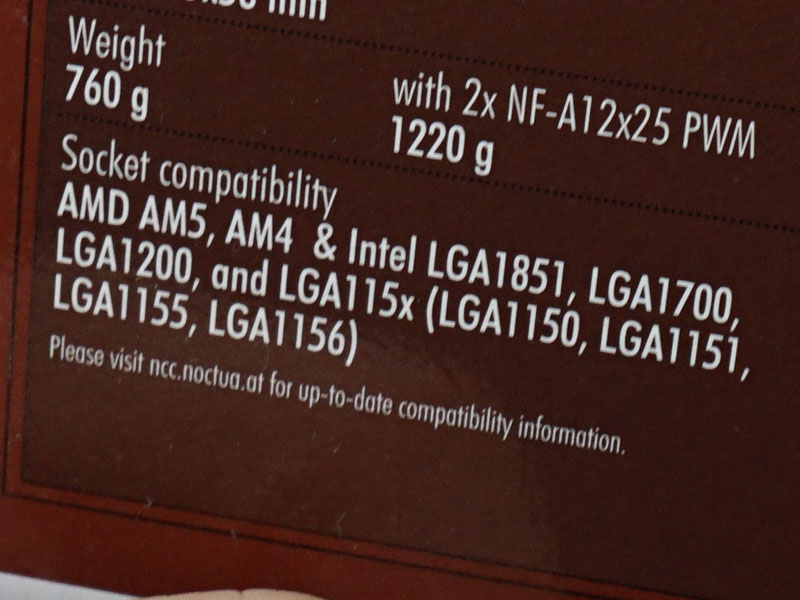 mm
Weight
760 g
with 2x NF-A12x25 PWM
1220 g
Socket compatibility
AMD AM5, AM4 & Intel LGA1851, LGA1700,
LGA1200, and LGA115x (LGA1150, LGA1151,
LGA1155, LGA1156)
Please visit ncc.noctua.at for up-to-date compatibility information.